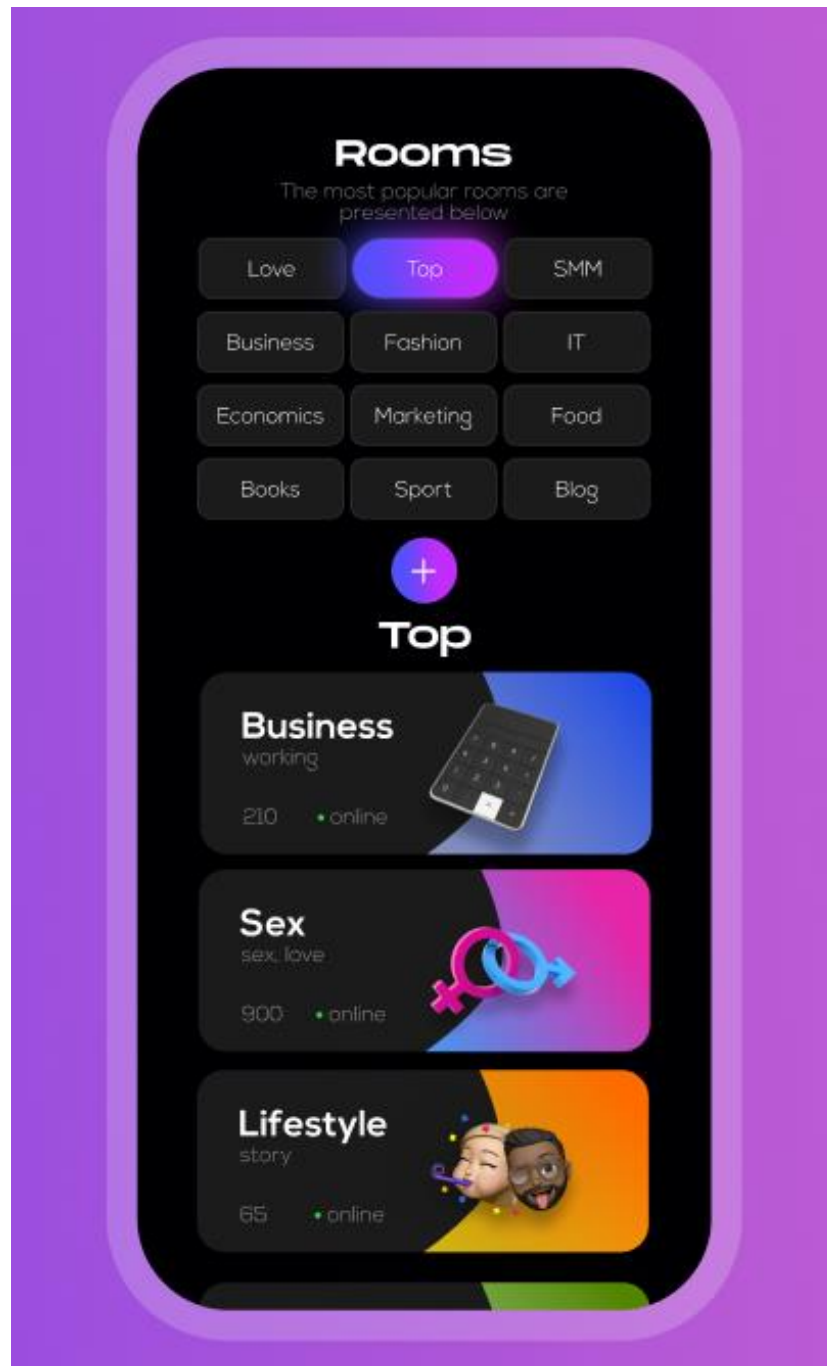 Rooms
The most popular rooms are
presented below
Love Top SMM
Business Fashion IT
Economics Marketing Food
Books Sport Blog
+
Top
Business
working
210 • online
Sex
sex, love
900 • online
Lifestyle
story
65 • online